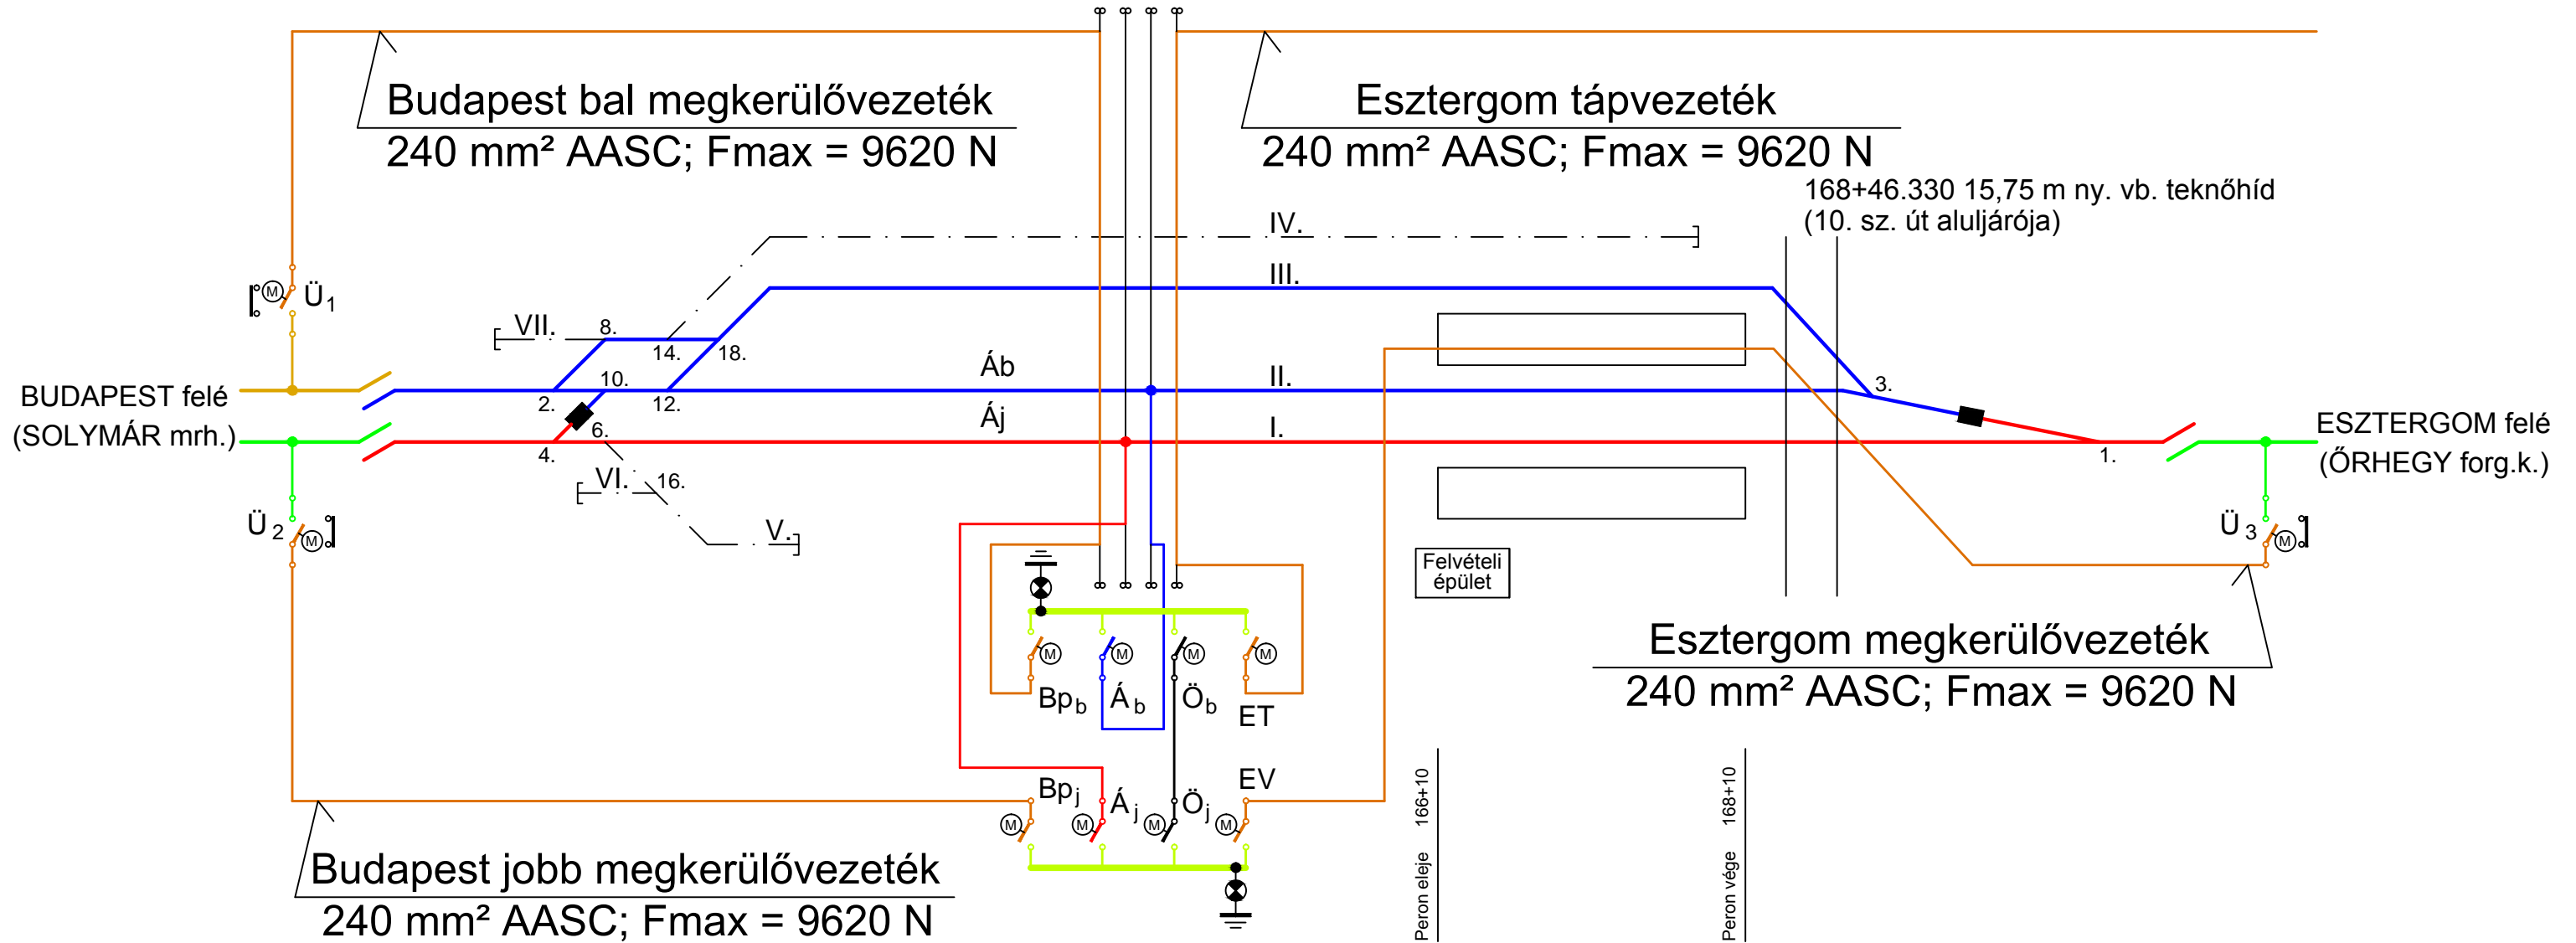 Budapest bal megkerülővezeték
240 mm² AASC; Fmax = 9620 N
Esztergom tápvezeték
240 mm² AASC; Fmax = 9620 N
168+46.330 15,75 m ny. vb. teknőhíd
(10. sz. út aluljárója)
IV.
III.
M
Ü1
VII.
8.
14.
18.
Áb
II.
3.
BUDAPEST felé
(SOLYMÁR mrh.)
2.
10.
12.
Áj
I.
ESZTERGOM felé
(ŐRHEGY forg.k.)
4.
6.
1.
VI.
16.
V.
Ü2
M
Ü3
M
Felvételi
épület
M
M
M
M
Bpb
Áb
Öb
ET
Esztergom megkerülővezeték
240 mm² AASC; Fmax = 9620 N
Bpj
Áj
Öj
EV
M
M
M
M
Peron eleje 166+10
Peron vége 168+10
Budapest jobb megkerülővezeték
240 mm² AASC; Fmax = 9620 N